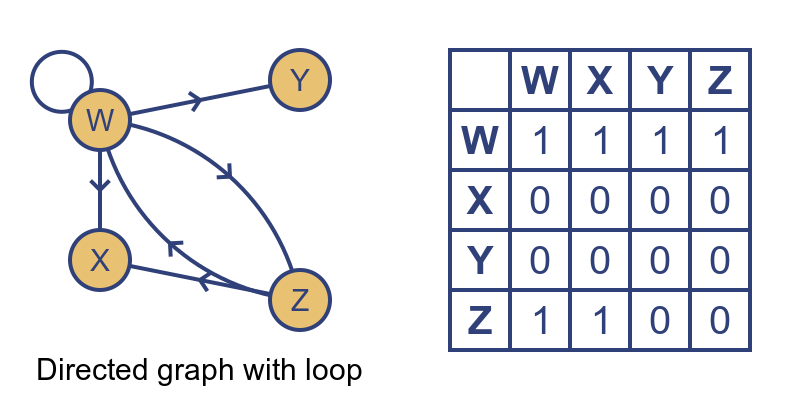 W
Y
X
Z
Directed graph with loop
W X Y Z
W 1 1 1 1
X 0 0 0 0
Y 0 0 0 0
Z 1 1 0 0